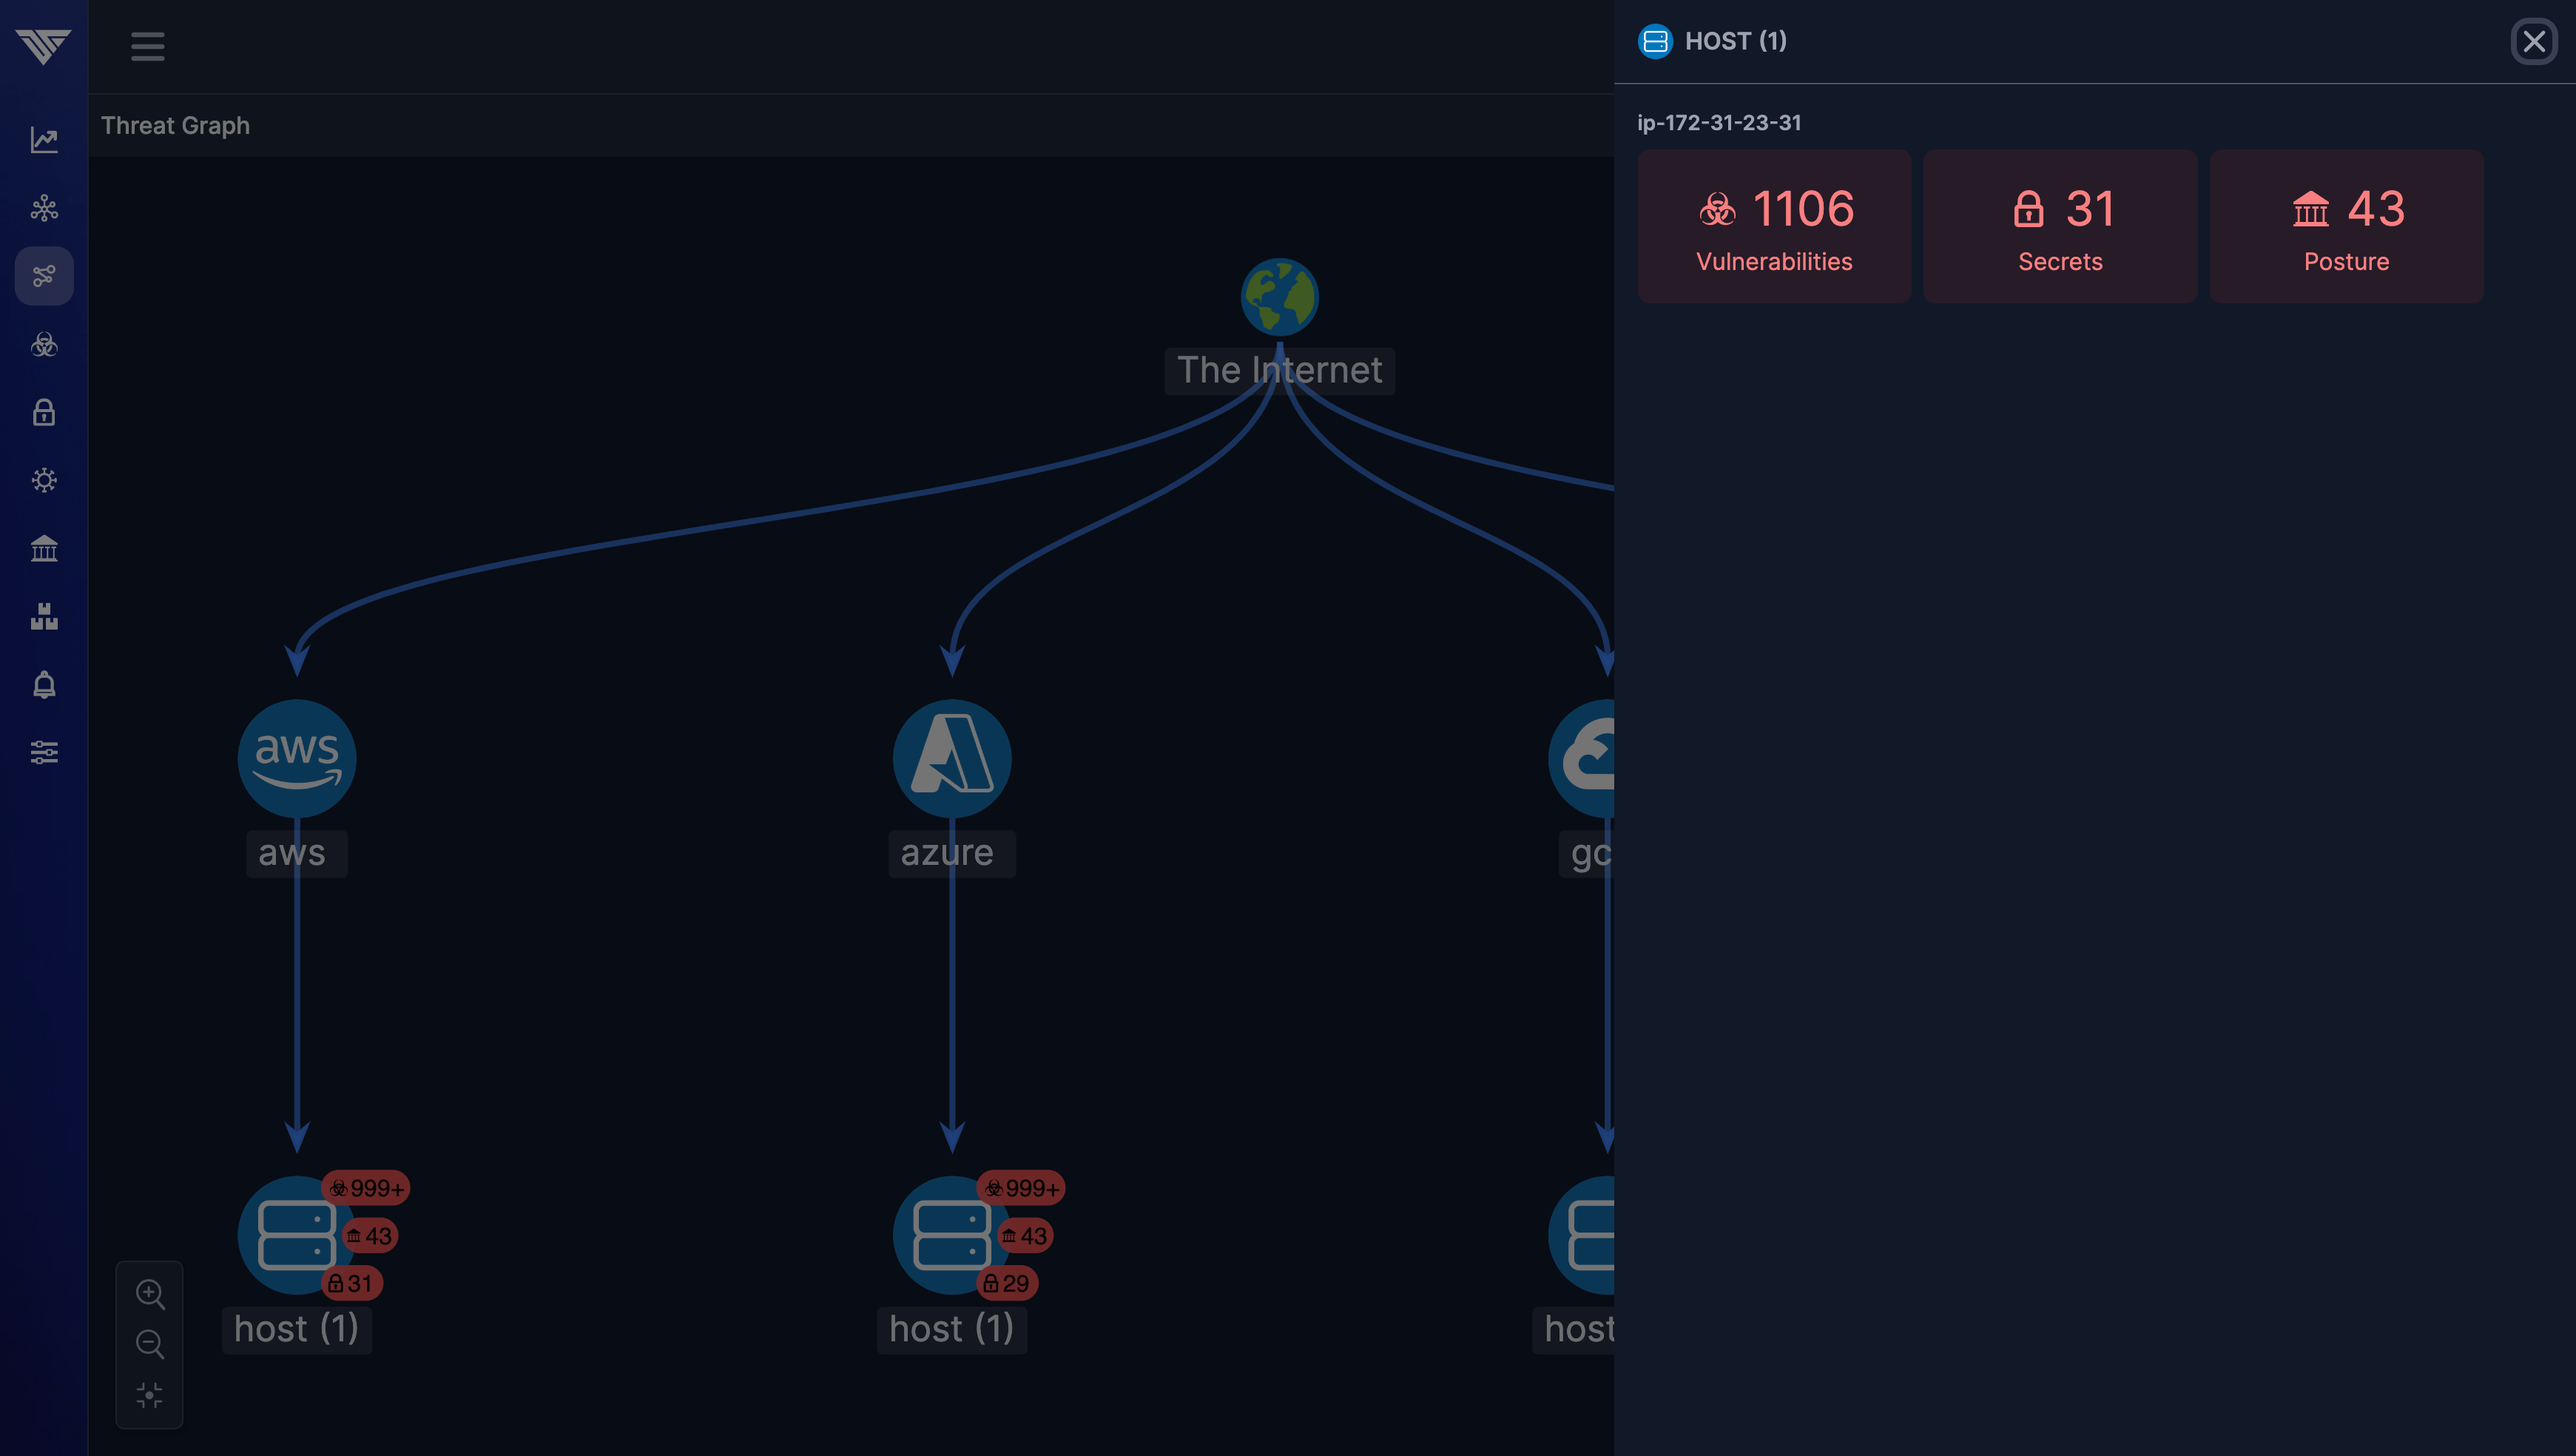 HOST (1)
Threat Graph
ip-172-31-23-31
1106
Vulnerabilities
31
Secrets
43
Posture
The Internet
aws
aws
azure
gc
999+
43
31
host (1)
999+
43
29
host (1)
host